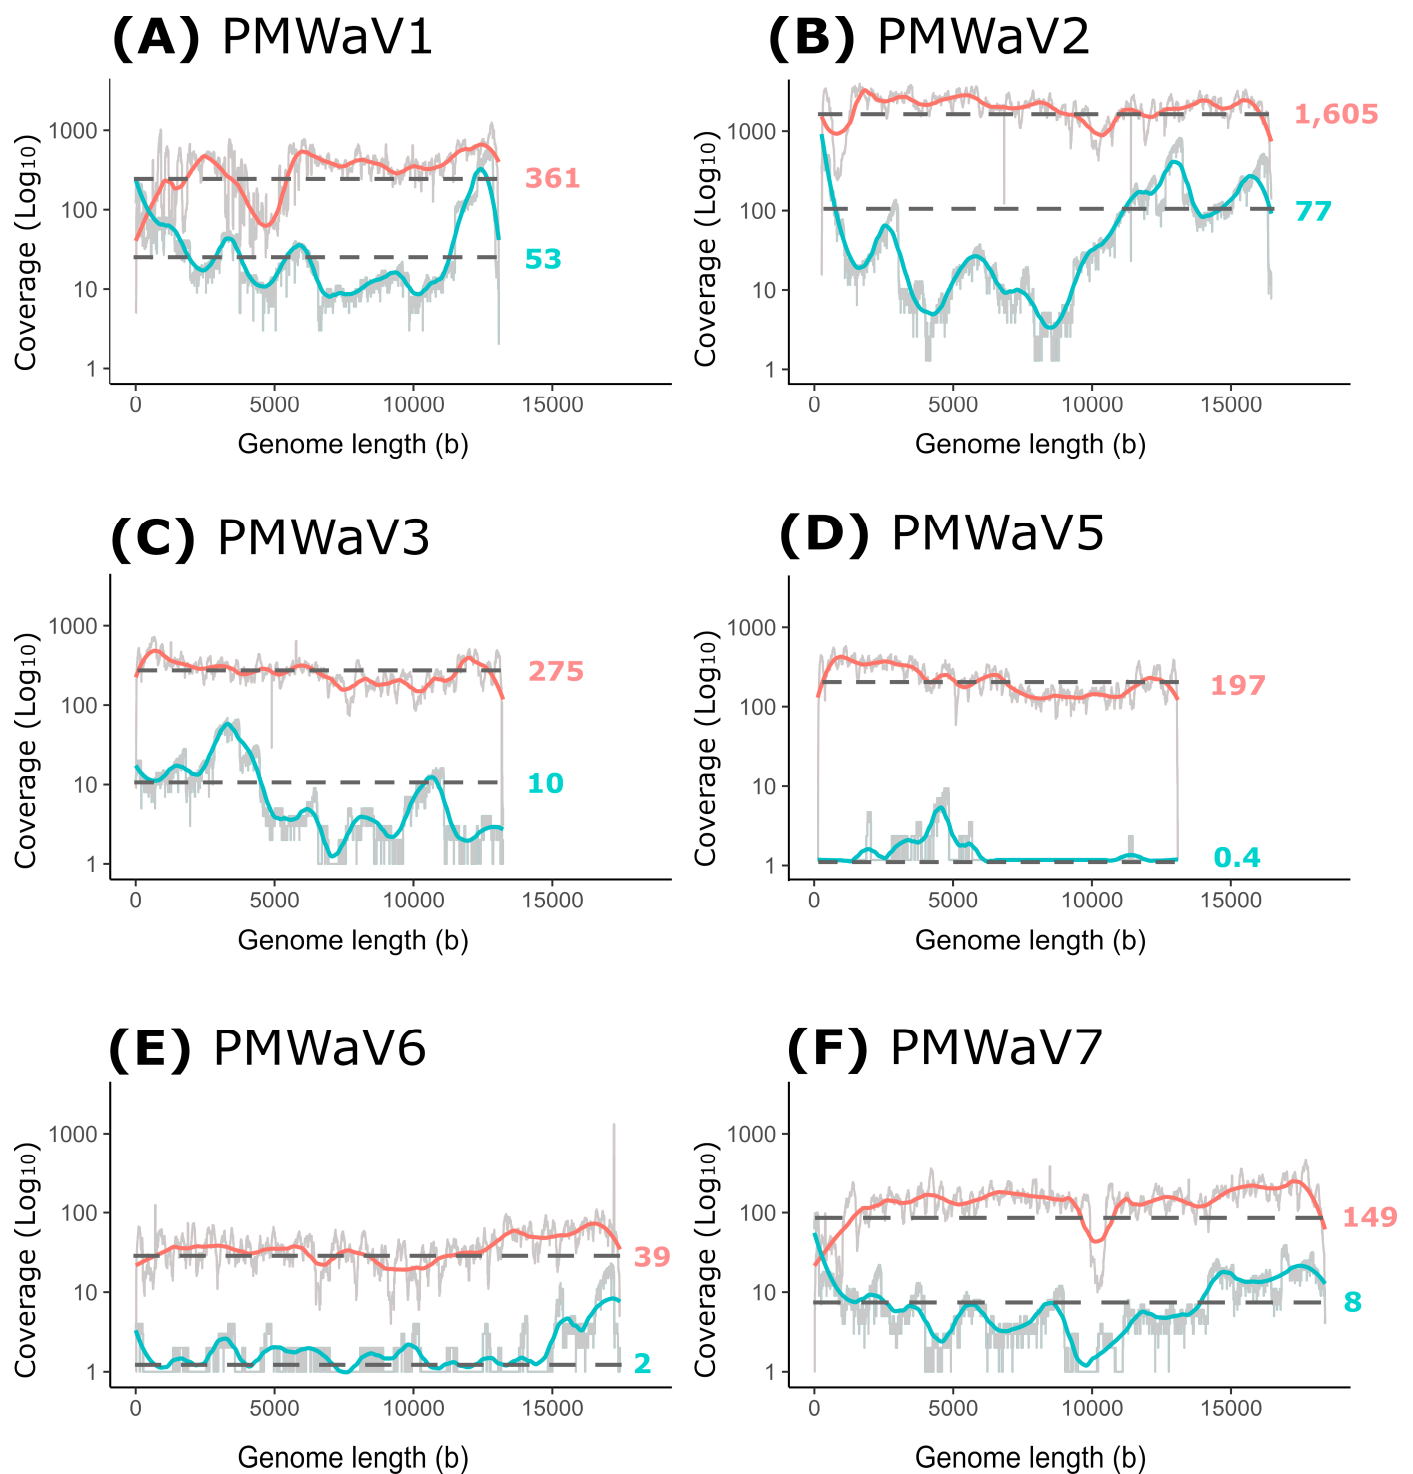 (A) PMWaV1
Coverage (Log10)
1000
100
10
1
361
53
0 5000 10000 15000
Genome length (b)
(B) PMWaV2
Coverage (Log10)
1000
100
10
1
1,605
77
0 5000 10000 15000
Genome length (b)
(C) PMWaV3
Coverage (Log10)
1000
100
10
1
275
10
0 5000 10000 15000
Genome length (b)
(D) PMWaV5
Coverage (Log10)
1000
100
10
1
197
0.4
0 5000 10000 15000
Genome length (b)
(E) PMWaV6
Coverage (Log10)
1000
100
10
1
39
2
0 5000 10000 15000
Genome length (b)
(F) PMWaV7
Coverage (Log10)
1000
100
10
1
149
8
0 5000 10000 15000
Genome length (b)